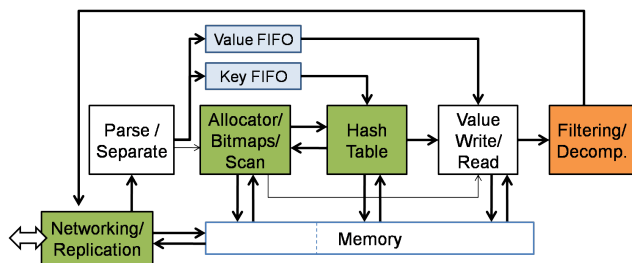 Value FIFO
Key FIFO
Parse /
Separate
Allocator/
Bitmaps/
Scan
Hash
Table
Value
Write/
Read
Filtering/
Decomp.
Networking/
Replication
Memory